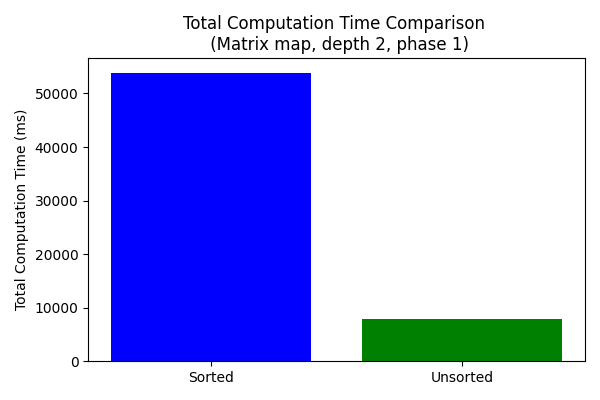 Total Computation Time Comparison
(Matrix map, depth 2, phase 1)
Total Computation Time (ms)
50000
40000
30000
20000
10000
0
Sorted
Unsorted